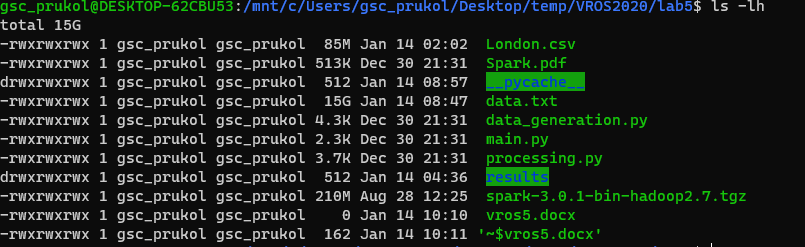 gsc_prukol@DESKTOP-62CBU53:/mnt/c/Users/gsc_prukol/Desktop/temp/VROS2020/lab5$ ls -lh
total 15G
-rwxrwxrwx 1 gsc_prukol gsc_prukol  85M Jan 14 02:02  London.csv
-rwxrwxrwx 1 gsc_prukol gsc_prukol 513K Dec 30 21:31  Spark.pdf
drwxrwxrwx 1 gsc_prukol gsc_prukol  512 Jan 14 08:57  __pycache__
-rwxrwxrwx 1 gsc_prukol gsc_prukol  15G Jan 14 08:47  data.txt
-rwxrwxrwx 1 gsc_prukol gsc_prukol 4.3K Dec 30 21:31  data_generation.py
-rwxrwxrwx 1 gsc_prukol gsc_prukol 2.3K Dec 30 21:31  main.py
-rwxrwxrwx 1 gsc_prukol gsc_prukol 3.7K Dec 30 21:31  processing.py
drwxrwxrwx 1 gsc_prukol gsc_prukol  512 Jan 14 04:36  results
-rwxrwxrwx 1 gsc_prukol gsc_prukol 210M Aug 28 12:25  spark-3.0.1-bin-hadoop2.7.tgz
-rwxrwxrwx 1 gsc_prukol gsc_prukol    0 Jan 14 10:10  vros5.docx
-rwxrwxrwx 1 gsc_prukol gsc_prukol  162 Jan 14 10:11 '~$vros5.docx'